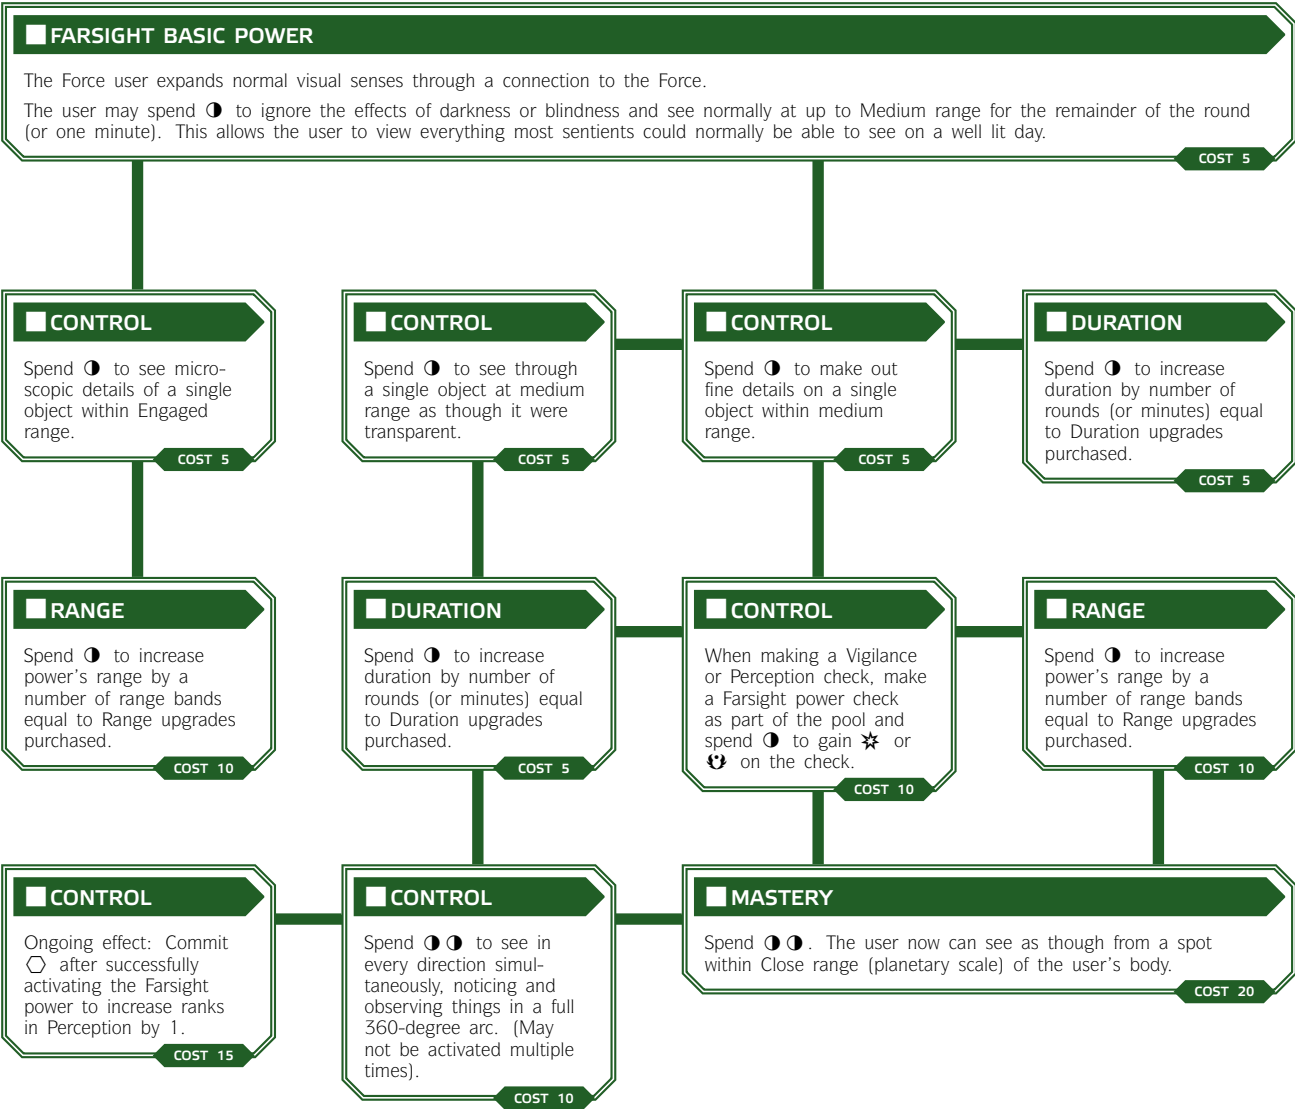 FARSIGHT BASIC POWER
The Force user expands normal visual senses through a connection to the Force.
The user may spend ◑ to ignore the effects of darkness or blindness and see normally at up to Medium range for the remainder of the round
(or one minute). This allows the user to view everything most sentients could normally be able to see on a well lit day.
COST 5
CONTROL
Spend ◑ to see micro-
scopic details of a single
object within Engaged
range.
COST 5
CONTROL
Spend ◑ to see through
a single object at medium
range as though it were
transparent.
COST 5
CONTROL
Spend ◑ to make out
fine details on a single
object within medium
range.
COST 5
DURATION
Spend ◑ to increase
duration by number of
rounds (or minutes) equal
to Duration upgrades
purchased.
COST 5
RANGE
Spend ◑ to increase
power's range by a
number of range bands
equal to Range upgrades
purchased.
COST 10
DURATION
Spend ◑ to increase
duration by number of
rounds (or minutes) equal
to Duration upgrades
purchased.
COST 5
CONTROL
When making a Vigilance
or Perception check, make
a Farsight power check
as part of the pool and
spend ◑ to gain or
on the check.
COST 10
RANGE
Spend ◑ to increase
power's range by a
number of range bands
equal to Range upgrades
purchased.
COST 10
CONTROL
Ongoing effect: Commit
⬡ after successfully
activating the Farsight
power to increase ranks
in Perception by 1.
COST 15
CONTROL
Spend ◑◑ to see in
every direction simul-
taneously, noticing and
observing things in a full
360-degree arc. (May
not be activated multiple
times).
COST 10
MASTERY
Spend ◑◑. The user now can see as though from a spot
within Close range (planetary scale) of the user's body.
COST 20